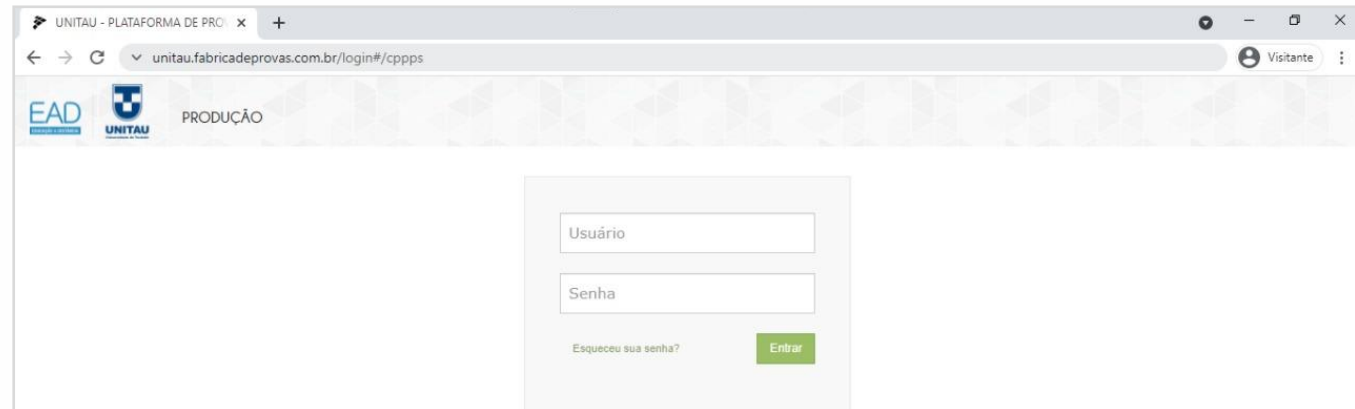 UNITAU - PLATAFORMA DE PROV
unitau.fabricadeprovas.com.br/login#/cppps
Visitante
EAD
UNITAU
PRODUÇÃO
Usuário
Senha
Esqueceu sua senha?
Entrar